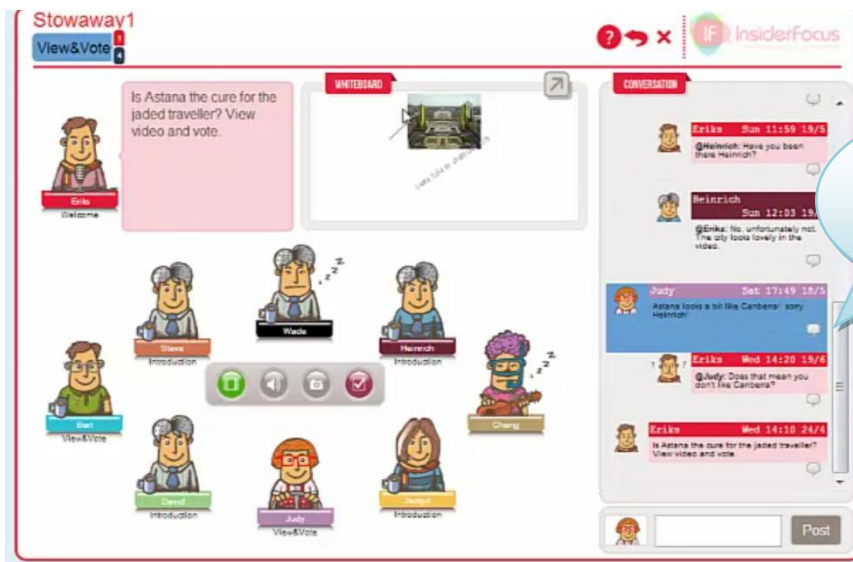 Stowaway1
View&Vote
1
4
?
IF InsiderFocus
Is Astana the cure for the
jaded traveller? View
video and vote.
Eriks
Welcome
WHITEBOARD
CONVERSATION
Eriks Sun 11:59 19/5
@Heinrich: Have you been
there Heinrich?
Heinrich
Sun 12:03 19/
@Eriks: No, unfortunately not.
The city looks lovely in the
video.
Judy Sat 17:49 18/5
Astana looks a bit like Canberra! sorry
Heinrich!
Eriks Wed 14:20 19/6
@Judy: Does that mean you
don't like Canberra?
Eriks Wed 14:10 24/4
Is Astana the cure for the jaded traveller?
View video and vote
Post
z z z
Wade
Steve
Introduction
Heinrich
Introduction
z z z
Chang
Bart
View&Vote
David
Introduction
Judy
View&Vote
Jacqui
Introduction